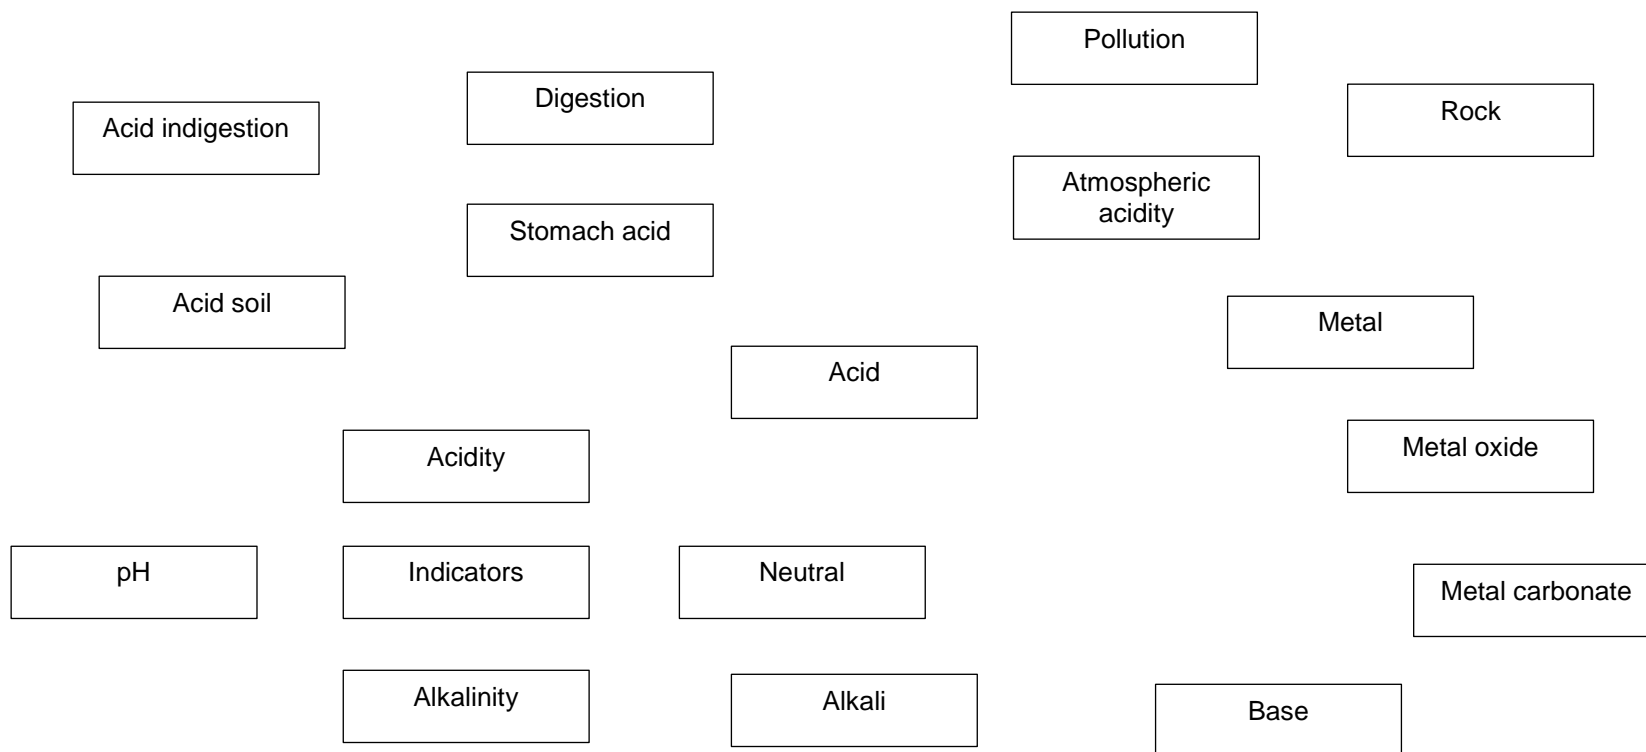 Pollution
Digestion
Rock
Acid indigestion
Atmospheric
acidity
Stomach acid
Acid soil
Metal
Acid
Metal oxide
Acidity
pH
Indicators
Neutral
Metal carbonate
Alkalinity
Alkali
Base